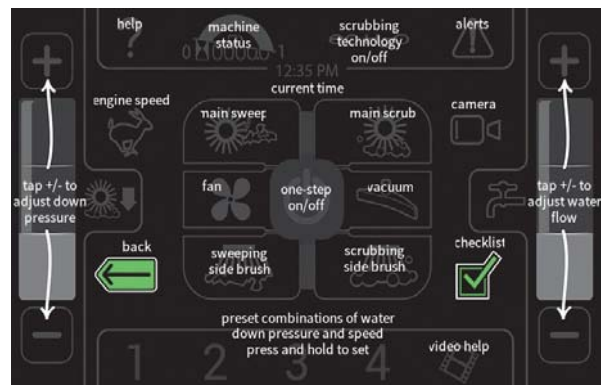 help
machine
status
scrubbing
technology
on/off
alerts
12:35 PM
current time
engine speed
main sweep
main scrub
camera
tap +/- to
adjust down
pressure
fan
one-step
on/off
vacuum
tap +/- to
adjust water
flow
back
sweeping
side brush
scrubbing
side brush
checklist
preset combinations of water
down pressure and speed
press and hold to set
1 2 3 4
video help